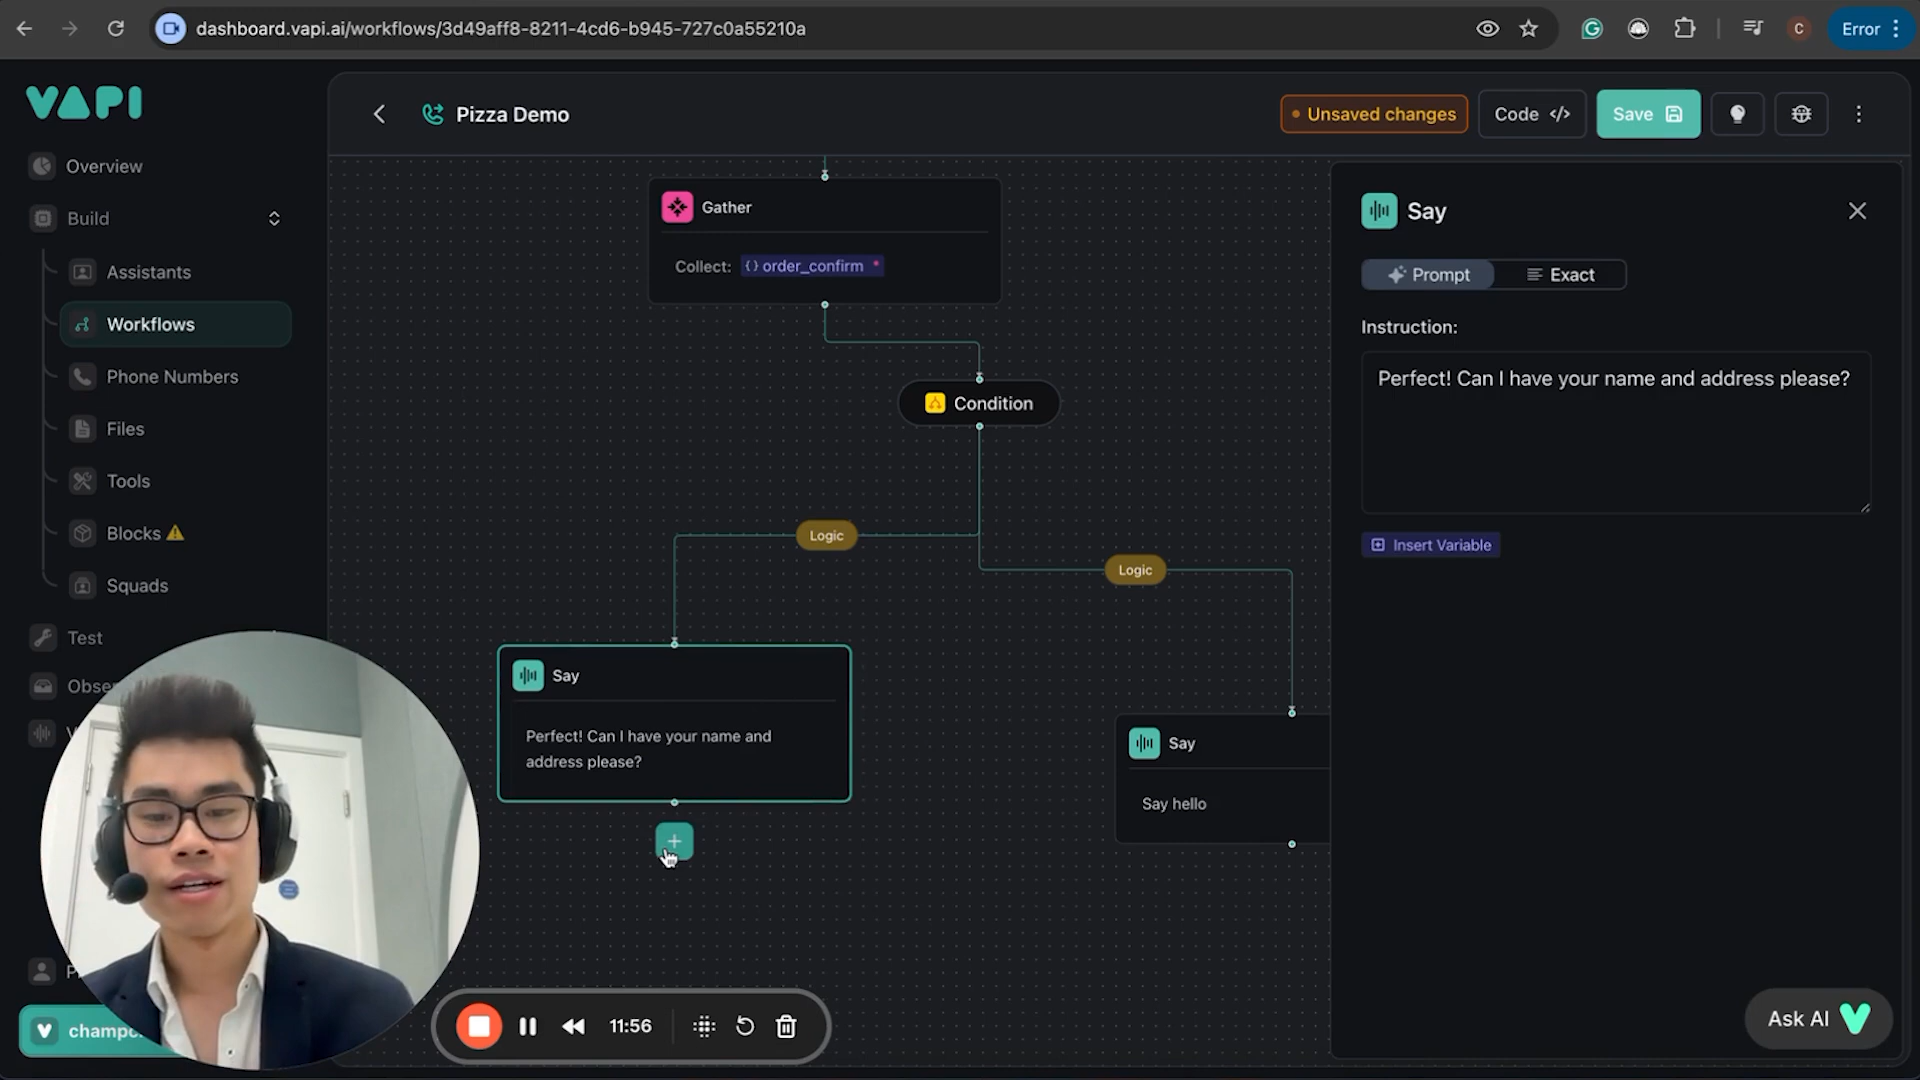 dashboard.vapi.ai/workflows/3d49aff8-8211-4cd6-b945-727c0a55210a
C
Error
VAPI
Pizza Demo
Unsaved changes
Code </>
Save
Overview
Build
Assistants
Workflows
Phone Numbers
Files
Tools
Blocks
Squads
Test
Gather
Collect: {} order_confirm *
Condition
Logic
Logic
Say
Perfect! Can I have your name and
address please?
Say
Say hello
Say
Prompt
Exact
Instruction:
Perfect! Can I have your name and address please?
Insert Variable
11:56
Ask AI